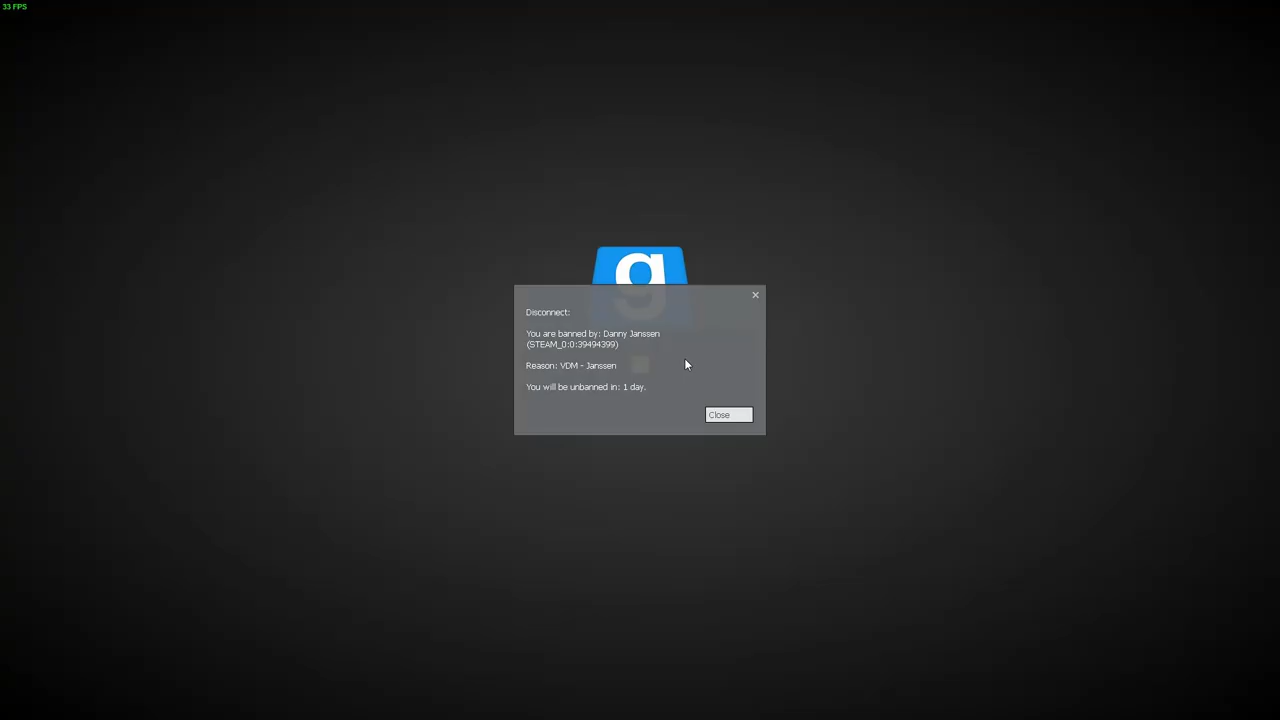 33 FPS
g
Disconnect:
You are banned by: Danny Janssen
(STEAM_0:0:39494399)
Reason: VDM - Janssen
You will be unbanned in: 1 day.
Close